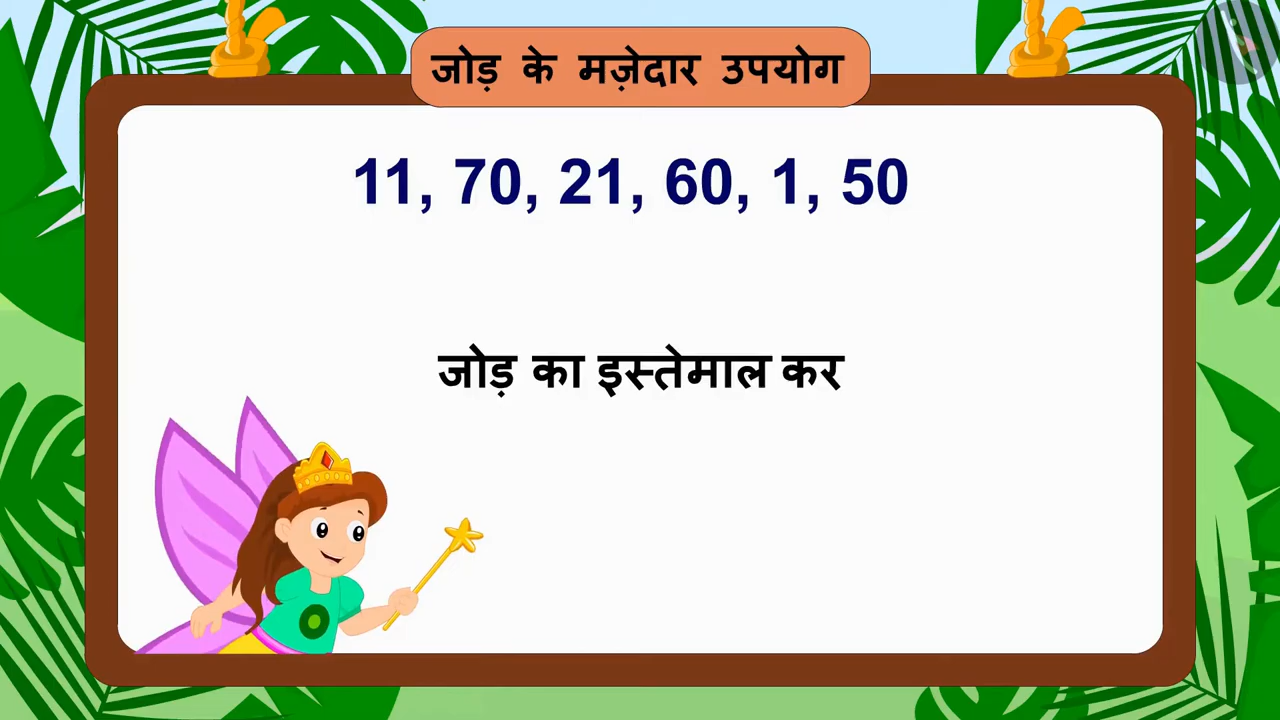 जोड़ के मज़ेदार उपयोग
11, 70, 21, 60, 1, 50
जोड़ का इस्तेमाल कर